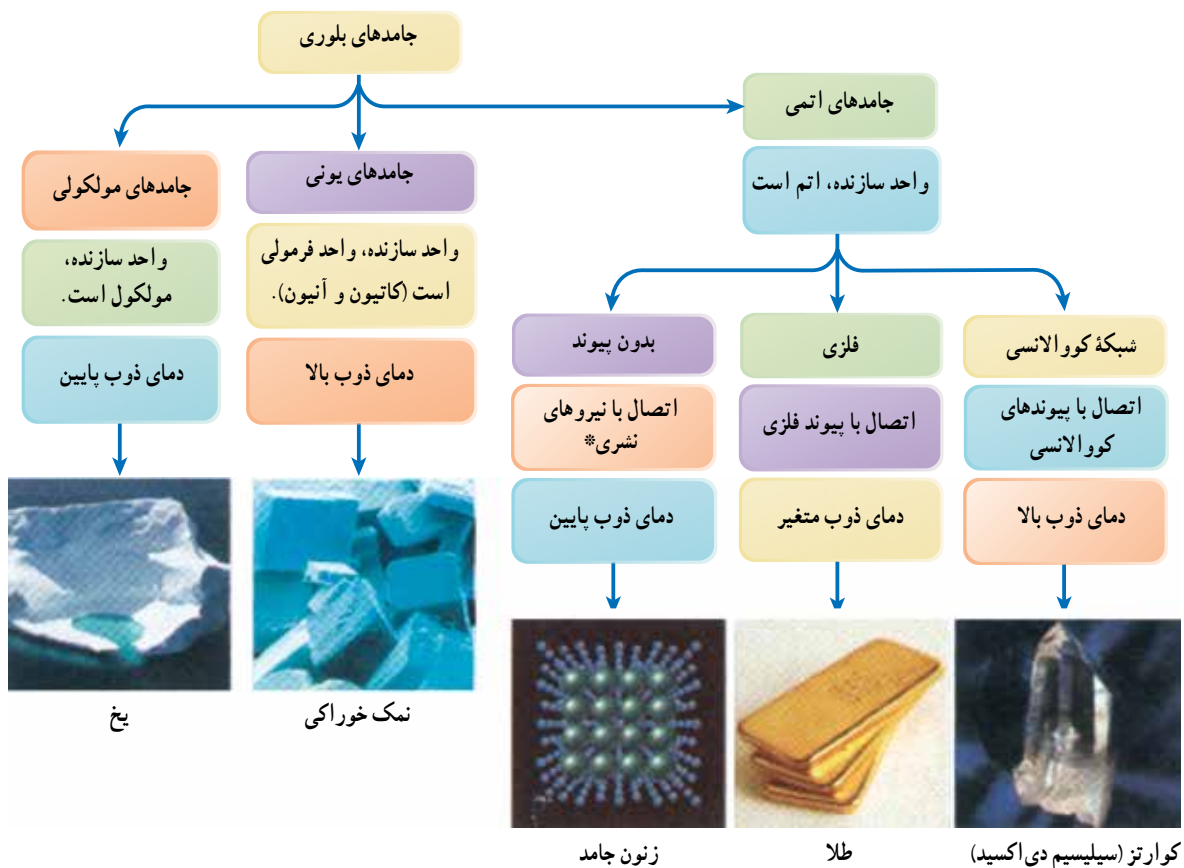 جامدهای بلوری
جامدهای اتمی
واحد سازنده، اتم است
جامدهای یونی
جامدهای مولکولی
واحد سازنده، واحد فرمولی
است (کاتیون و آنیون).
واحد سازنده،
مولکول است.
شبکهٔ کووالانسی
فلزی
بدون پیوند
دمای ذوب بالا
دمای ذوب پایین
اتصال با پیوندهای
کووالانسی
اتصال با پیوند فلزی
اتصال با نیروهای
نشری*
دمای ذوب بالا
دمای ذوب متغیر
دمای ذوب پایین
نمک خوراکی
یخ
کوارتز (سیلیسیم دی‌اکسید)
طلا
زنون جامد